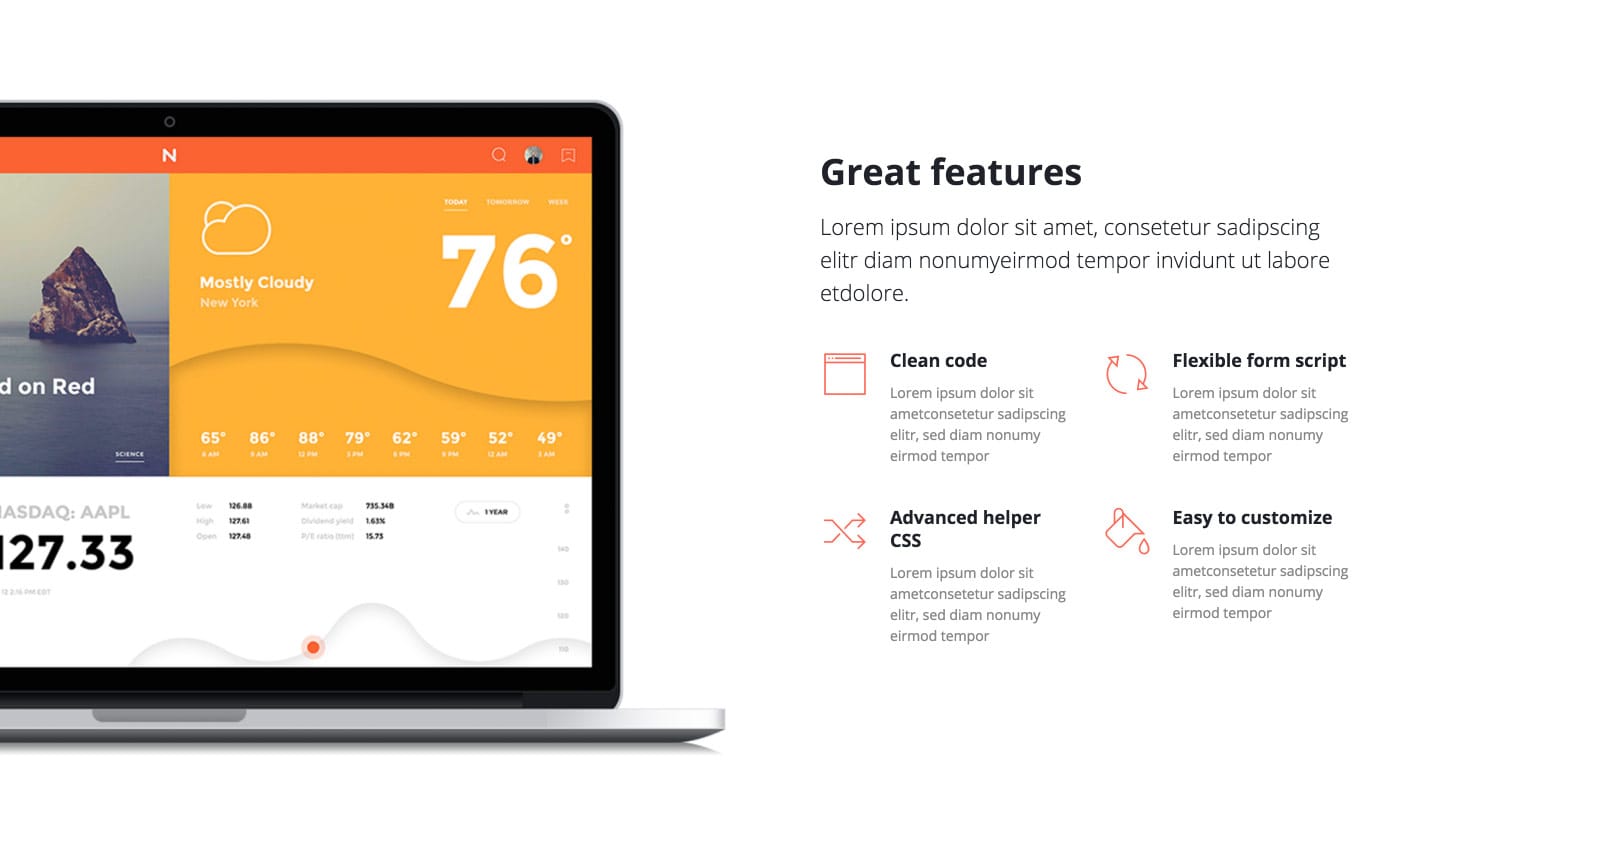 N
TODAY TOMORROW WEEK
76°
Mostly Cloudy
New York
d on Red
SCIENCE
65° 86° 88° 79° 62° 59° 52° 49°
6 AM 9 AM 12 PM 3 PM 6 PM 9 PM 12 AM 3 AM
ASDAQ: AAPL
127.33
12 2:16 PM EDT
Low 126.88
High 127.61
Open 127.48
Market cap 735.34B
Dividend yield 1.63%
P/E ratio (ttm) 15.73
1 YEAR
140
130
120
110
Great features
Lorem ipsum dolor sit amet, consetetur sadipscing
elitr diam nonumyeirmod tempor invidunt ut labore
etdolore.
Clean code
Lorem ipsum dolor sit
ametconsetetur sadipscing
elitr, sed diam nonumy
eirmod tempor
Flexible form script
Lorem ipsum dolor sit
ametconsetetur sadipscing
elitr, sed diam nonumy
eirmod tempor
Advanced helper
CSS
Lorem ipsum dolor sit
ametconsetetur sadipscing
elitr, sed diam nonumy
eirmod tempor
Easy to customize
Lorem ipsum dolor sit
ametconsetetur sadipscing
elitr, sed diam nonumy
eirmod tempor